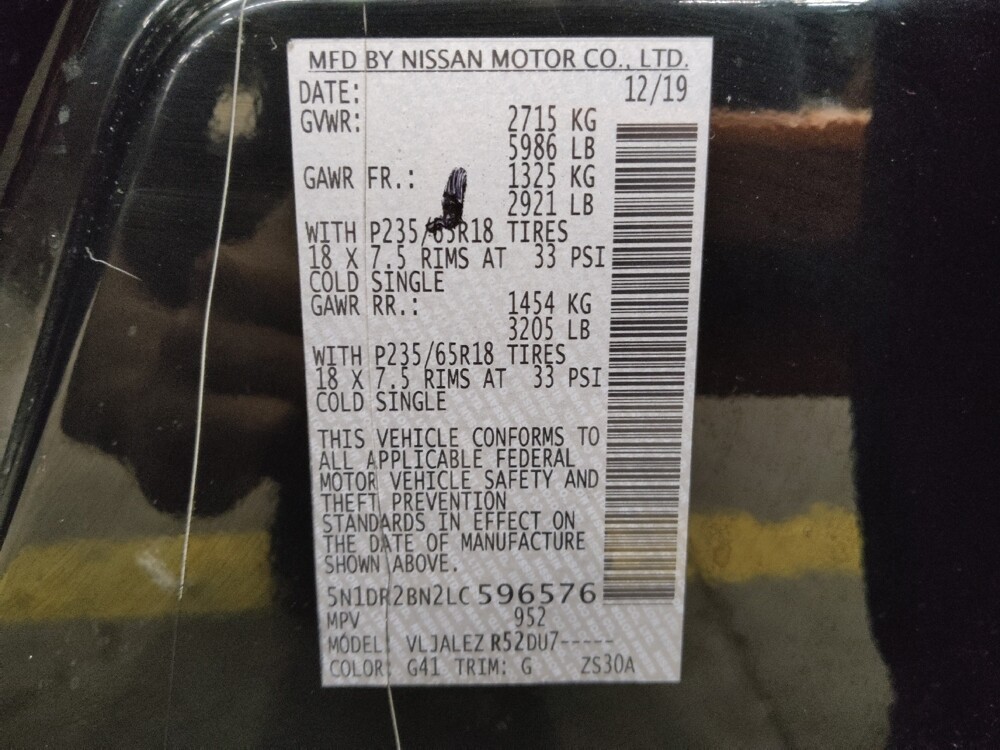 MFD BY NISSAN MOTOR CO., LTD.
DATE: 12/19
GVWR: 2715 KG
5986 LB
GAWR FR.: 1325 KG
2921 LB
WITH P235/65R18 TIRES
18 X 7.5 RIMS AT 33 PSI
COLD SINGLE
GAWR RR.: 1454 KG
3205 LB
WITH P235/65R18 TIRES
18 X 7.5 RIMS AT 33 PSI
COLD SINGLE
THIS VEHICLE CONFORMS TO
ALL APPLICABLE FEDERAL
MOTOR VEHICLE SAFETY AND
THEFT PREVENTION
STANDARDS IN EFFECT ON
THE DATE OF MANUFACTURE
SHOWN ABOVE.
5N1DR2BN2LC 596576
MPV 952
MODEL VLJALEZ R52DU7-----
COLOR: G41 TRIM: G ZS30A